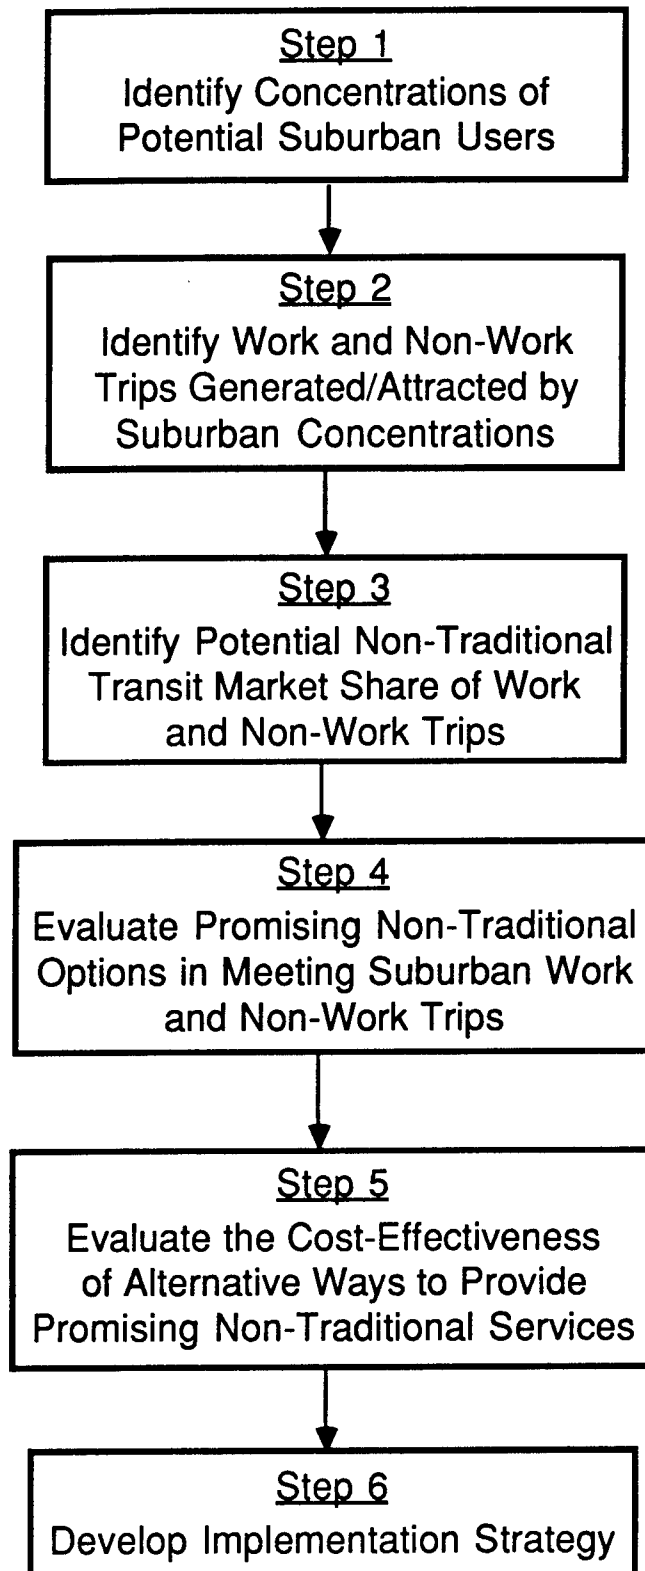 Step 1
Identify Concentrations of
Potential Suburban Users
Step 2
Identify Work and Non-Work
Trips Generated/Attracted by
Suburban Concentrations
Step 3
Identify Potential Non-Traditional
Transit Market Share of Work
and Non-Work Trips
Step 4
Evaluate Promising Non-Traditional
Options in Meeting Suburban Work
and Non-Work Trips
Step 5
Evaluate the Cost-Effectiveness
of Alternative Ways to Provide
Promising Non-Traditional Services
Step 6
Develop Implementation Strategy